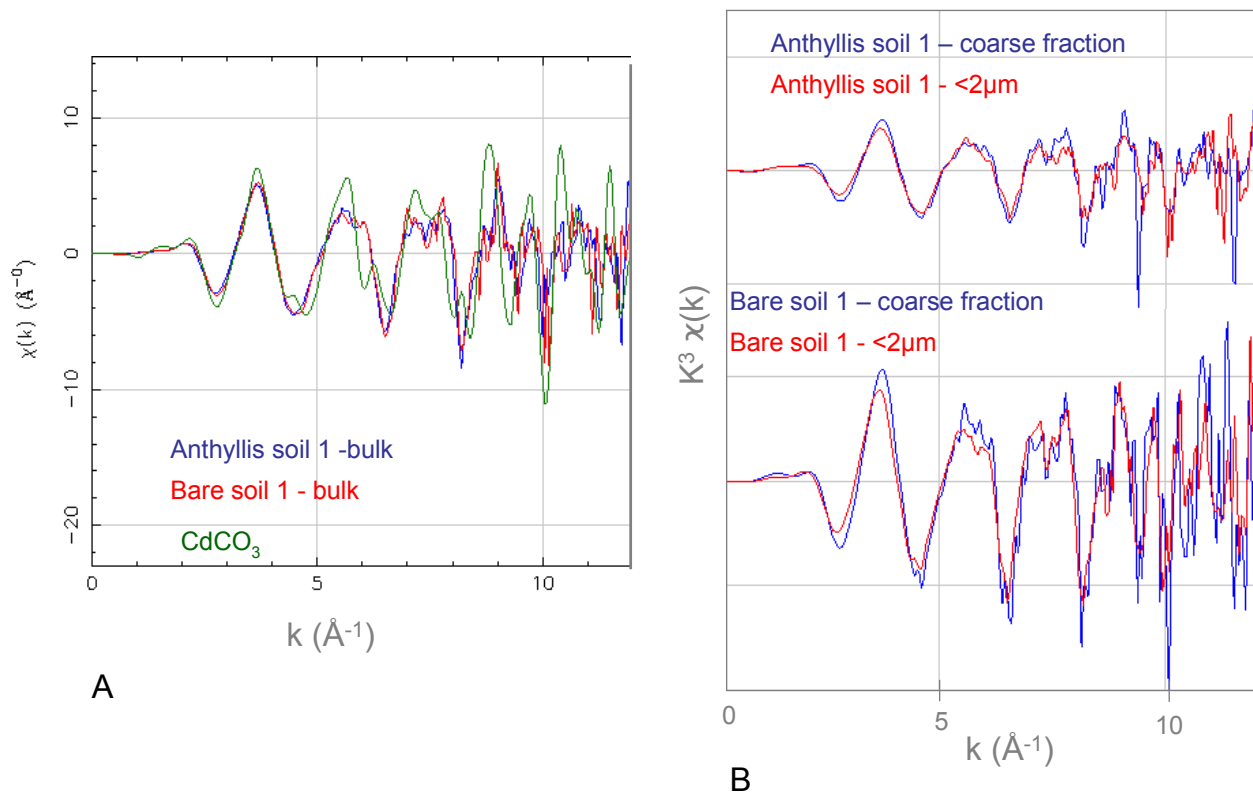 10
0
−10
−20
χ(k) (Å⁻⁰)
Anthyllis soil 1 -bulk
Bare soil 1 - bulk
CdCO₃
0 5 10
k (Å⁻¹)
A
Anthyllis soil 1 – coarse fraction
Anthyllis soil 1 - <2µm
Bare soil 1 – coarse fraction
Bare soil 1 - <2µm
K³ χ(k)
0 5 10
k (Å⁻¹)
B